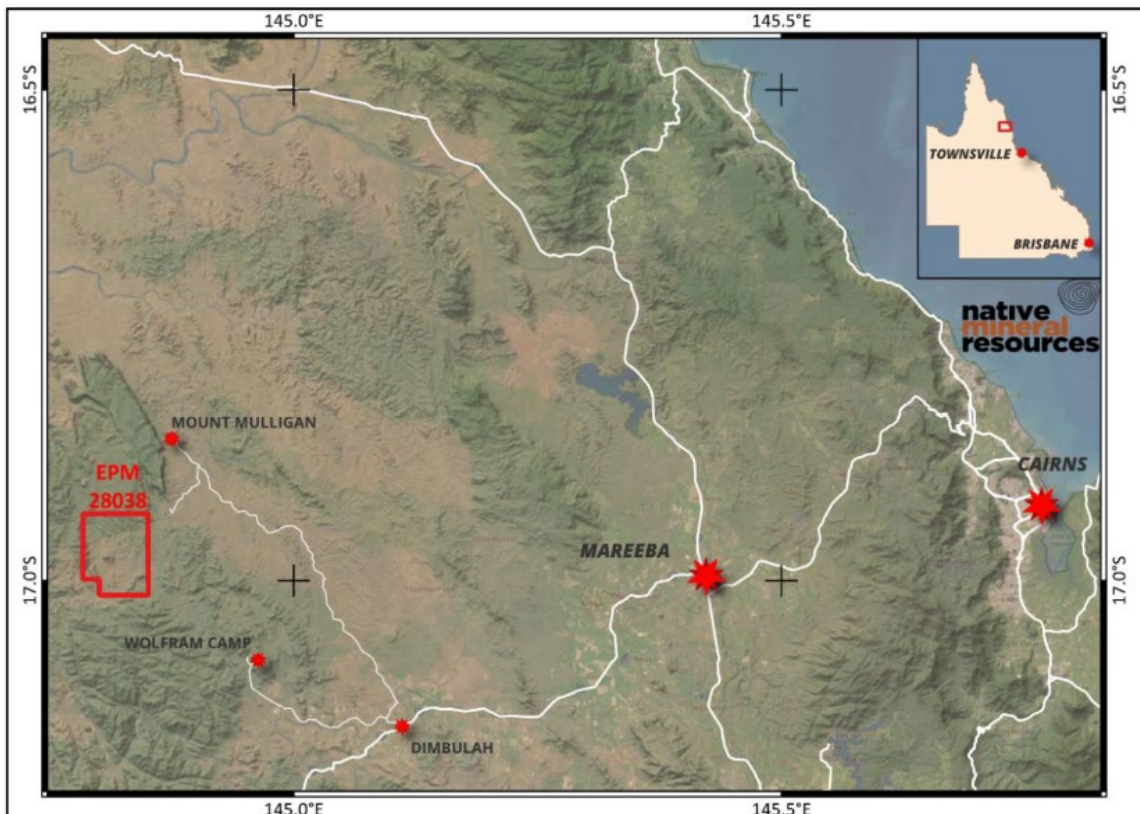 145.0°E
145.5°E
16.5°S
16.5°S
TOWNSVILLE
BRISBANE
native
mineral
resources
MOUNT MULLIGAN
EPM
28038
CAIRNS
MAREEBA
17.0°S
17.0°S
WOLFRAM CAMP
DIMBULAH
145.0°E
145.5°E